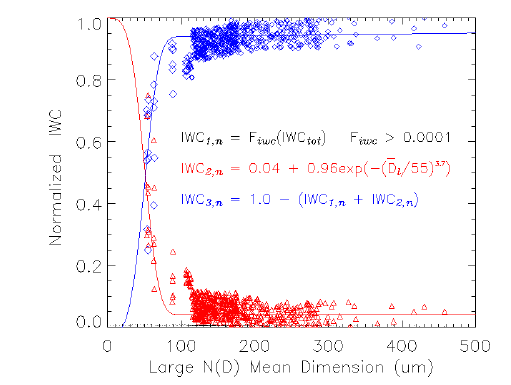 1.0
0.8
0.6
0.4
0.2
0.0
Normalized IWC
IWC1,n = Fiwc(IWCtot) Fiwc > 0.0001
IWC2,n = 0.04 + 0.96exp(−(D̅l/55)^3.7)
IWC3,n = 1.0 − (IWC1,n + IWC2,n)
0 100 200 300 400 500
Large N(D) Mean Dimension (um)